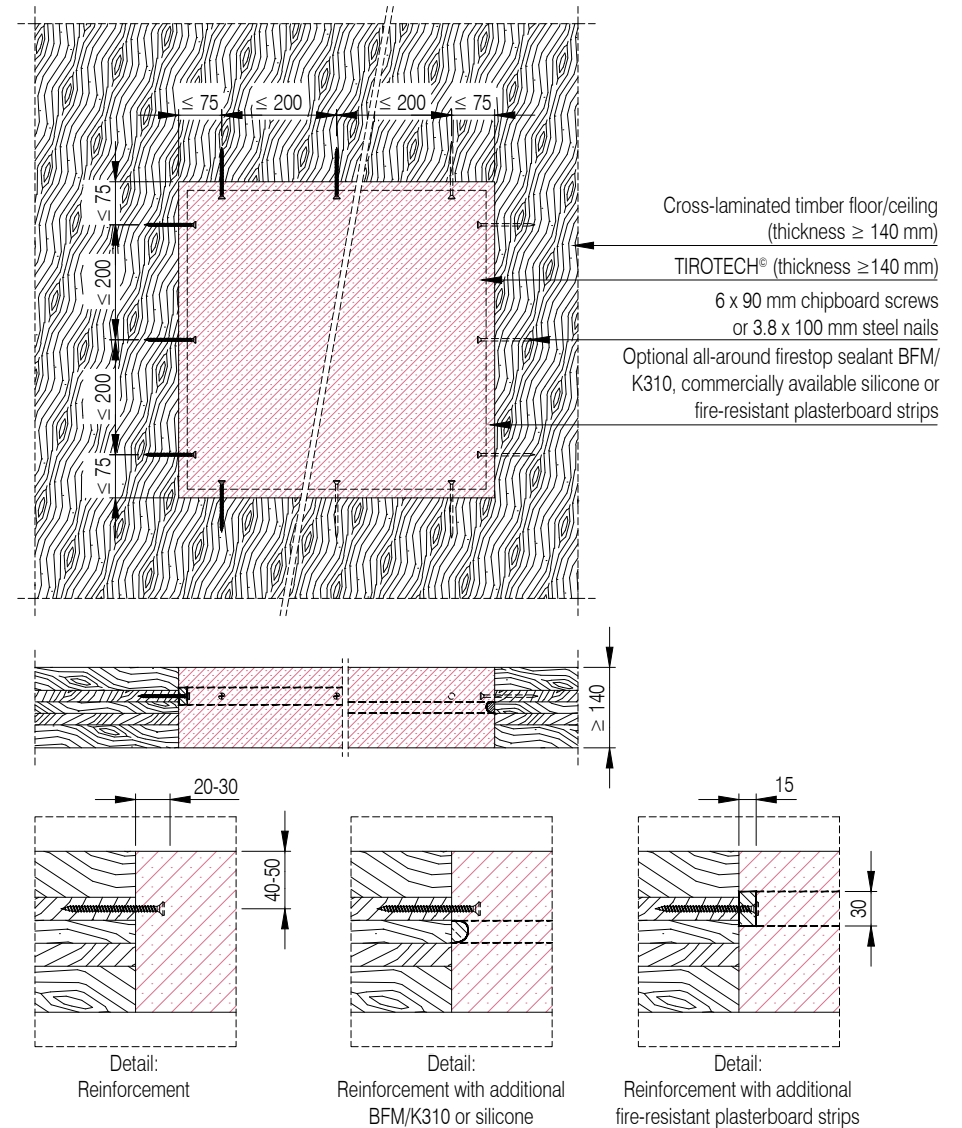 ≤ 75
≤ 200
≤ 200
≤ 75
≤ 75
≤ 200
≤ 200
≤ 75
Cross-laminated timber floor/ceiling
(thickness ≥ 140 mm)
TIROTECH© (thickness ≥140 mm)
6 x 90 mm chipboard screws
or 3.8 x 100 mm steel nails
Optional all-around firestop sealant BFM/
K310, commercially available silicone or
fire-resistant plasterboard strips
≥ 140
20-30
40-50
15
30
Detail:
Reinforcement
Detail:
Reinforcement with additional
BFM/K310 or silicone
Detail:
Reinforcement with additional
fire-resistant plasterboard strips